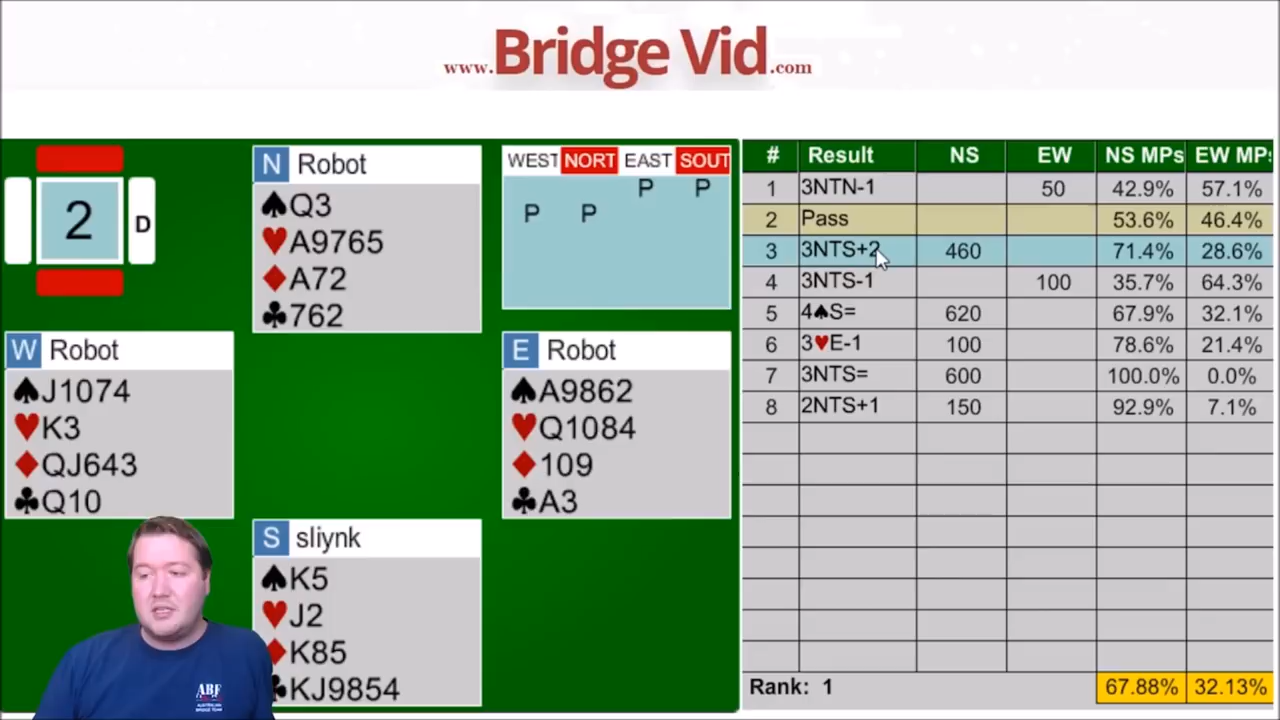 www.Bridge Vid.com
2
D
N Robot
♠Q3
♥A9765
♦A72
♣762
WEST NORT EAST SOUT
P P
P P
W Robot
♠J1074
♥K3
♦QJ643
♣Q10
E Robot
♠A9862
♥Q1084
♦109
♣A3
S sliynk
♠K5
♥J2
♦K85
♣KJ9854
ABF
# Result NS EW NS MPs EW MP
1 3NTN-1 50 42.9% 57.1%
2 Pass 53.6% 46.4%
3 3NTS+2 460 71.4% 28.6%
4 3NTS-1 100 35.7% 64.3%
5 4♠S= 620 67.9% 32.1%
6 3♥E-1 100 78.6% 21.4%
7 3NTS= 600 100.0% 0.0%
8 2NTS+1 150 92.9% 7.1%
Rank: 1 67.88% 32.13%